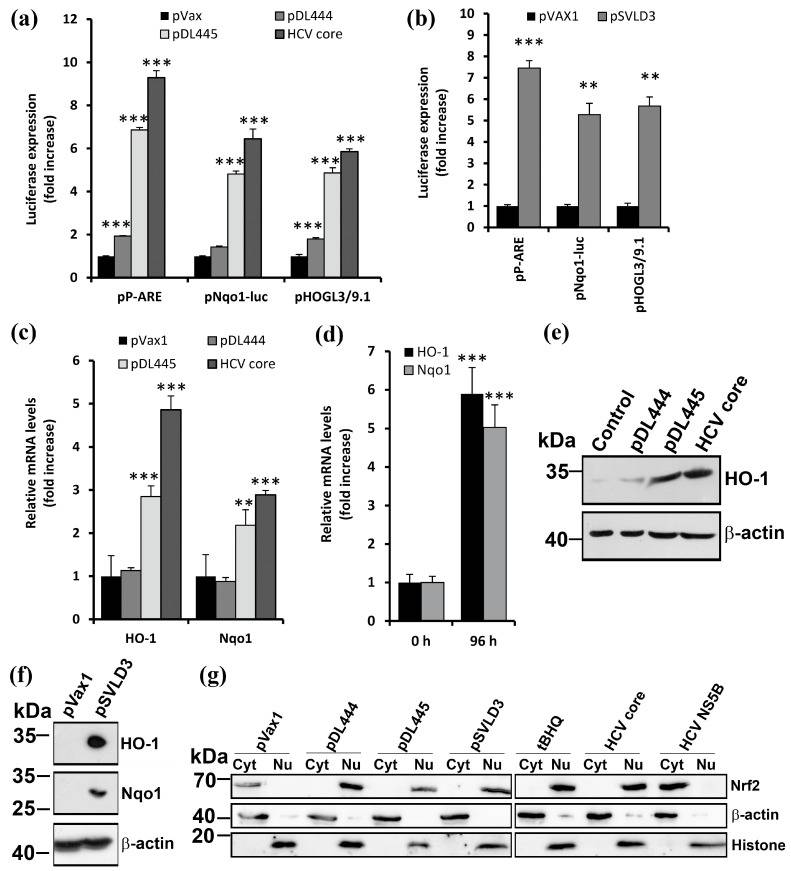 (a)
pVax
pDL444
pDL445
HCV core
Luciferase expression
(fold increase)
12
10
8
6
4
2
0
***
***
***
***
***
***
***
***
pP-ARE
pNqo1-luc
pHOGL3/9.1
(b)
pVAX1
pSVLD3
Luciferase expression
(fold increase)
10
9
8
7
6
5
4
3
2
1
0
***
**
**
pP-ARE
pNqo1-luc
pHOGL3/9.1
(c)
pVax1
pDL444
pDL445
HCV core
Relative mRNA levels
(fold increase)
6
5
4
3
2
1
0
***
***
**
***
HO-1
Nqo1
(d)
HO-1
Nqo1
Relative mRNA levels
(fold increase)
7
6
5
4
3
2
1
0
***
***
0 h
96 h
(e)
Control
pDL444
pDL445
HCV core
kDa
35
HO-1
40
β-actin
(f)
pVax1
pSVLD3
kDa
35
HO-1
35
Nqo1
25
40
β-actin
(g)
pVax1
pDL444
pDL445
pSVLD3
tBHQ
HCV core
HCV NS5B
kDa
Cyt Nu Cyt Nu Cyt Nu Cyt Nu Cyt Nu Cyt Nu Cyt Nu
70
Nrf2
40
β-actin
20
Histone